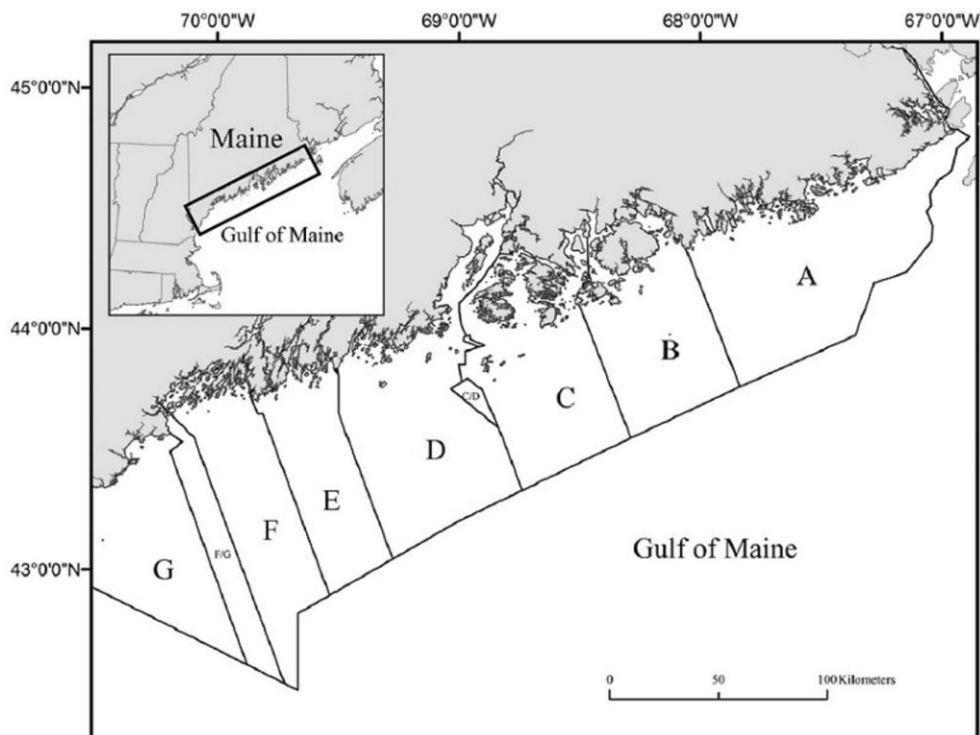 70°0'0"W 69°0'0"W 68°0'0"W 67°0'0"W
45°0'0"N
Maine
Gulf of Maine
A
44°0'0"N
B
C/D
C
D
E
F
F/G
Gulf of Maine
43°0'0"N
G
0 50 100 Kilometers